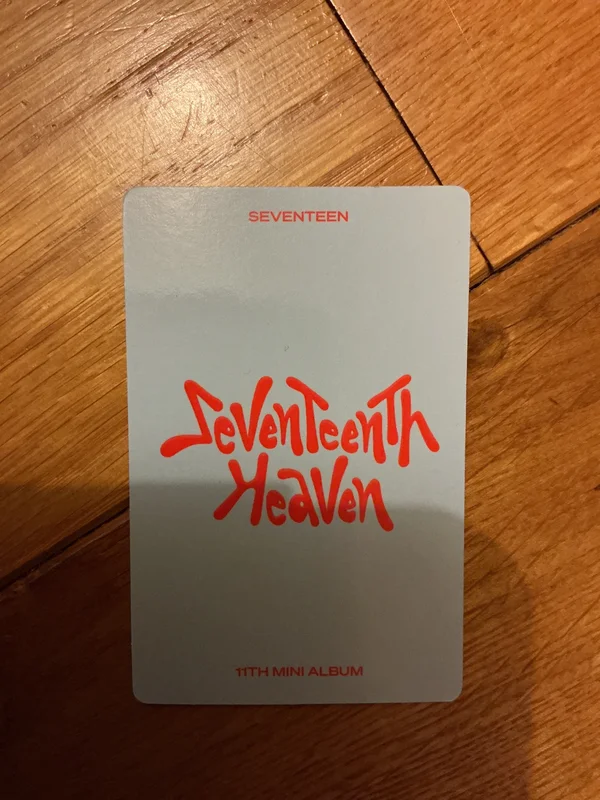 SEVENTEEN
SevenTeenTh
Heaven
11TH MINI ALBUM